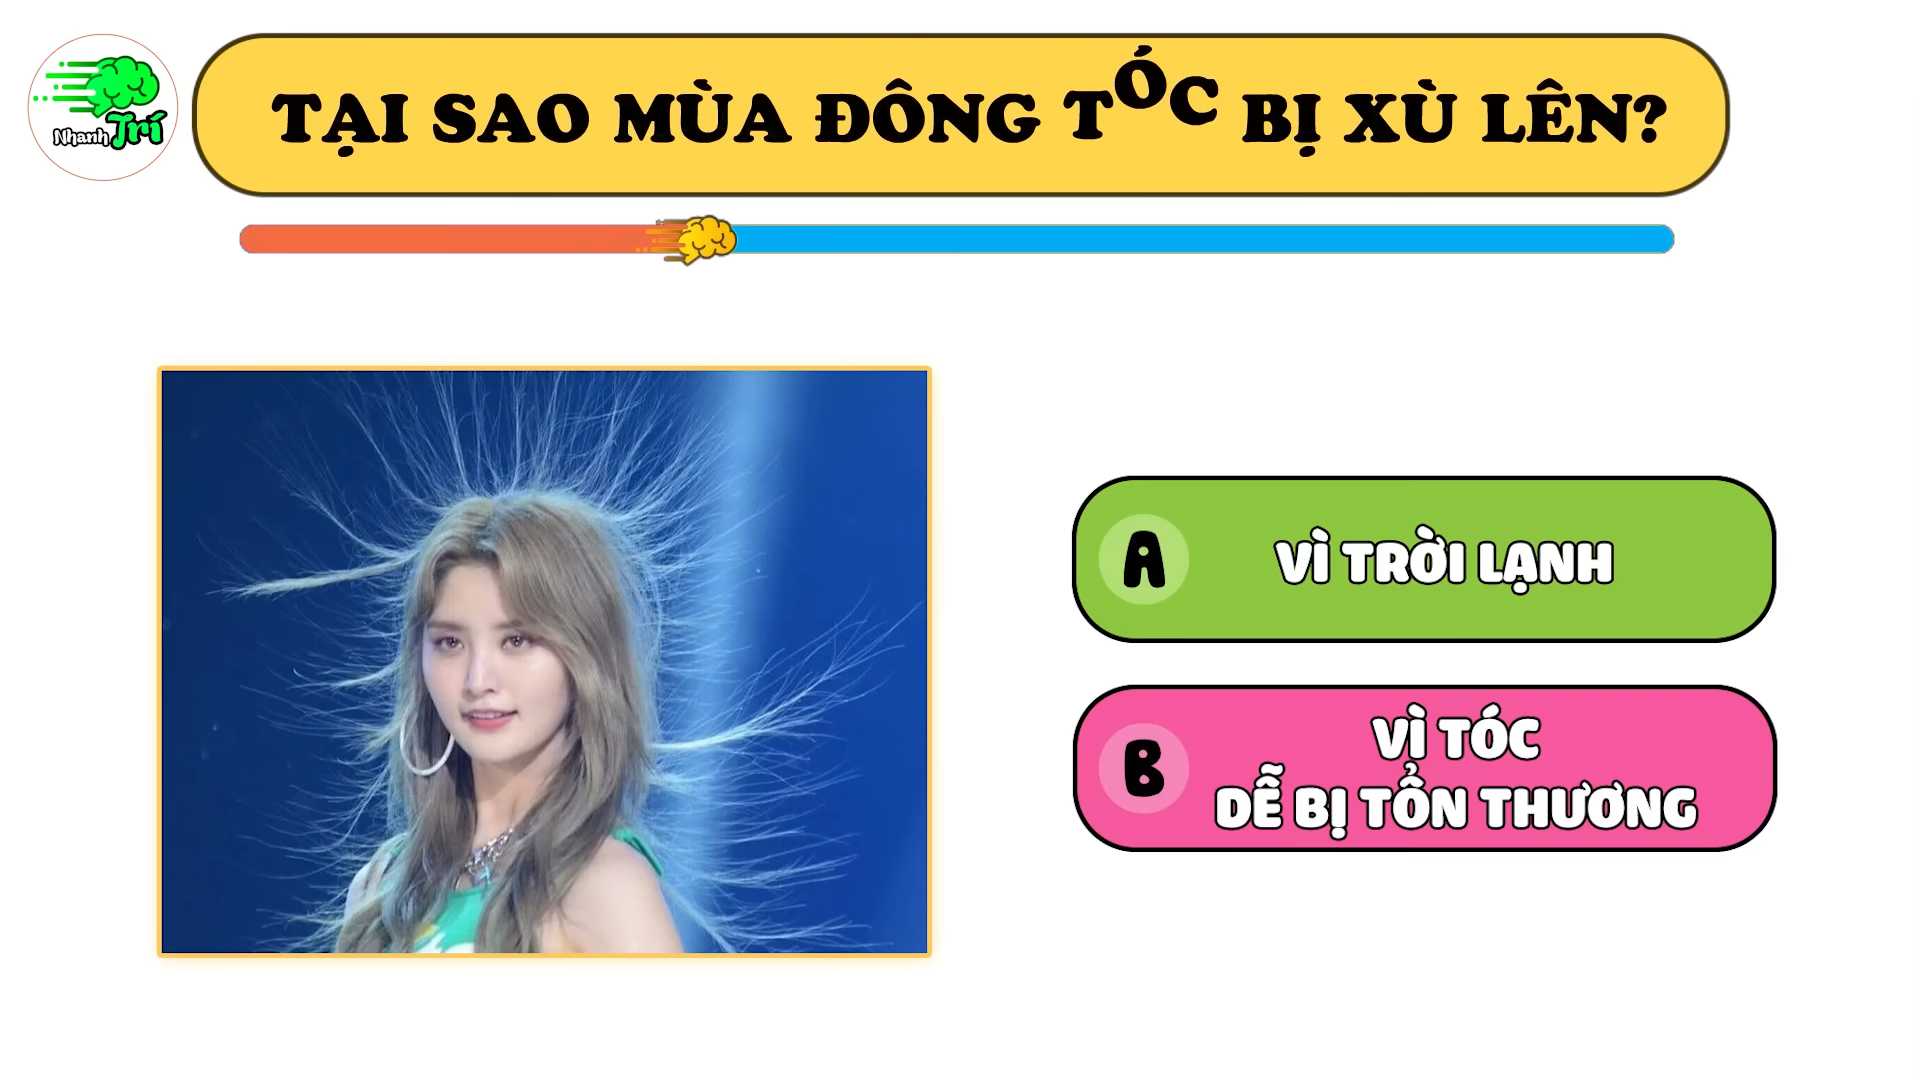 Nhanh Trí
TẠI SAO MÙA ĐÔNG TÓC BỊ XÙ LÊN?
A
VÌ TRỜI LẠNH
B
VÌ TÓC
DỄ BỊ TỔN THƯƠNG